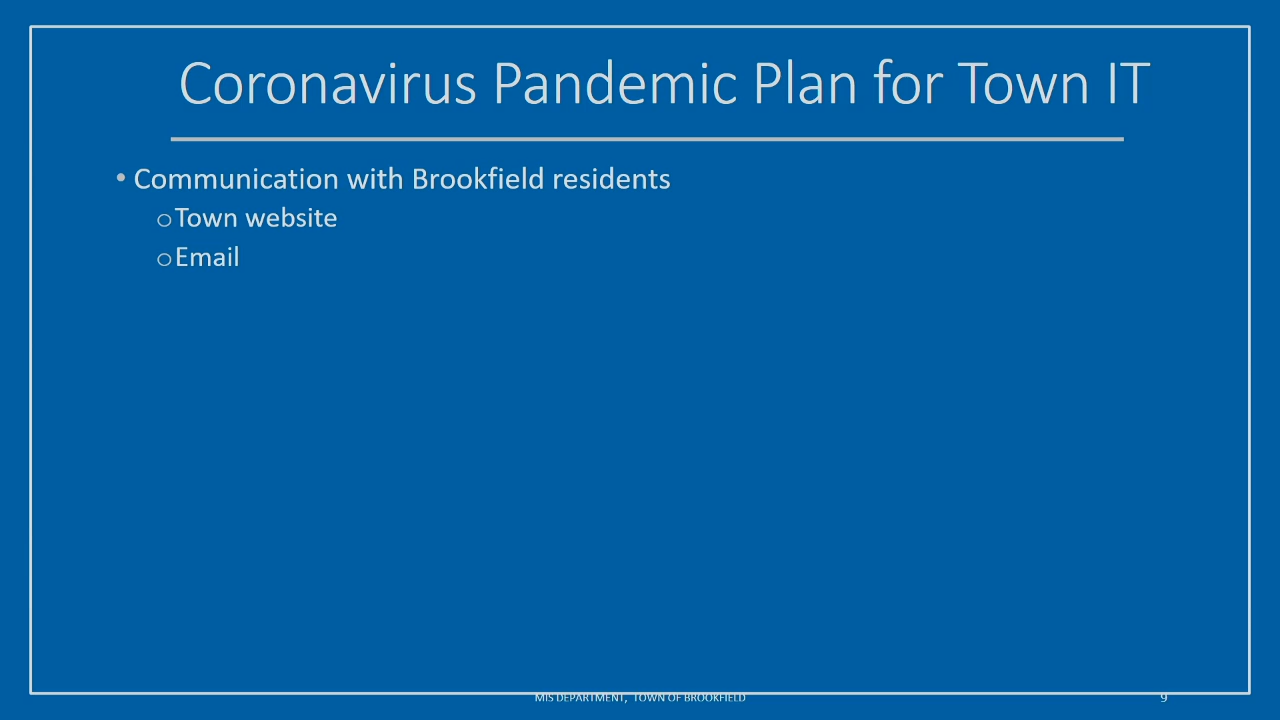 Coronavirus Pandemic Plan for Town IT
• Communication with Brookfield residents
o Town website
o Email
MIS DEPARTMENT, TOWN OF BROOKFIELD
9